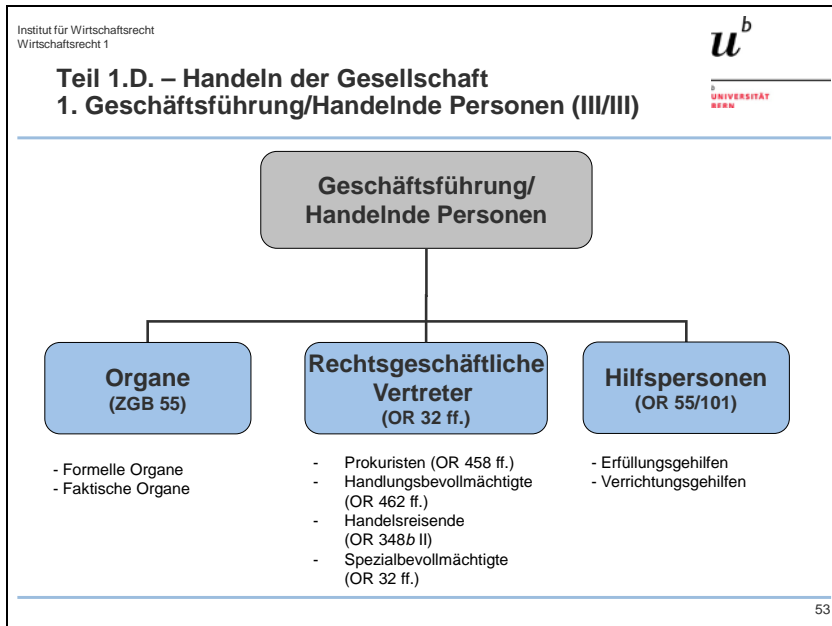 Institut für Wirtschaftsrecht
Wirtschaftsrecht 1
u^b
b
UNIVERSITÄT
BERN
Teil 1.D. – Handeln der Gesellschaft
1. Geschäftsführung/Handelnde Personen (III/III)
Geschäftsführung/
Handelnde Personen
Organe
(ZGB 55)
- Formelle Organe
- Faktische Organe
Rechtsgeschäftliche
Vertreter
(OR 32 ff.)
- Prokuristen (OR 458 ff.)
- Handlungsbevollmächtigte
(OR 462 ff.)
- Handelsreisende
(OR 348b II)
- Spezialbevollmächtigte
(OR 32 ff.)
Hilfspersonen
(OR 55/101)
- Erfüllungsgehilfen
- Verrichtungsgehilfen
53